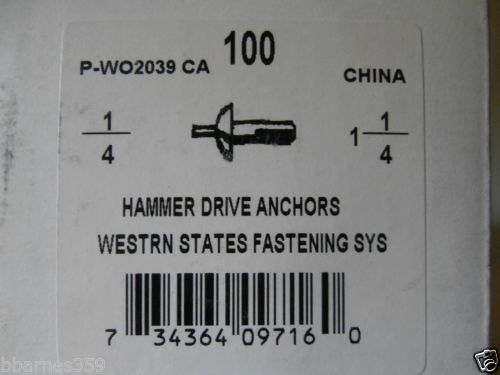 P-WO2039 CA 100 CHINA
1/4 1 1/4
HAMMER DRIVE ANCHORS
WESTRN STATES FASTENING SYS
7 34364 09716 0
bbarnes359